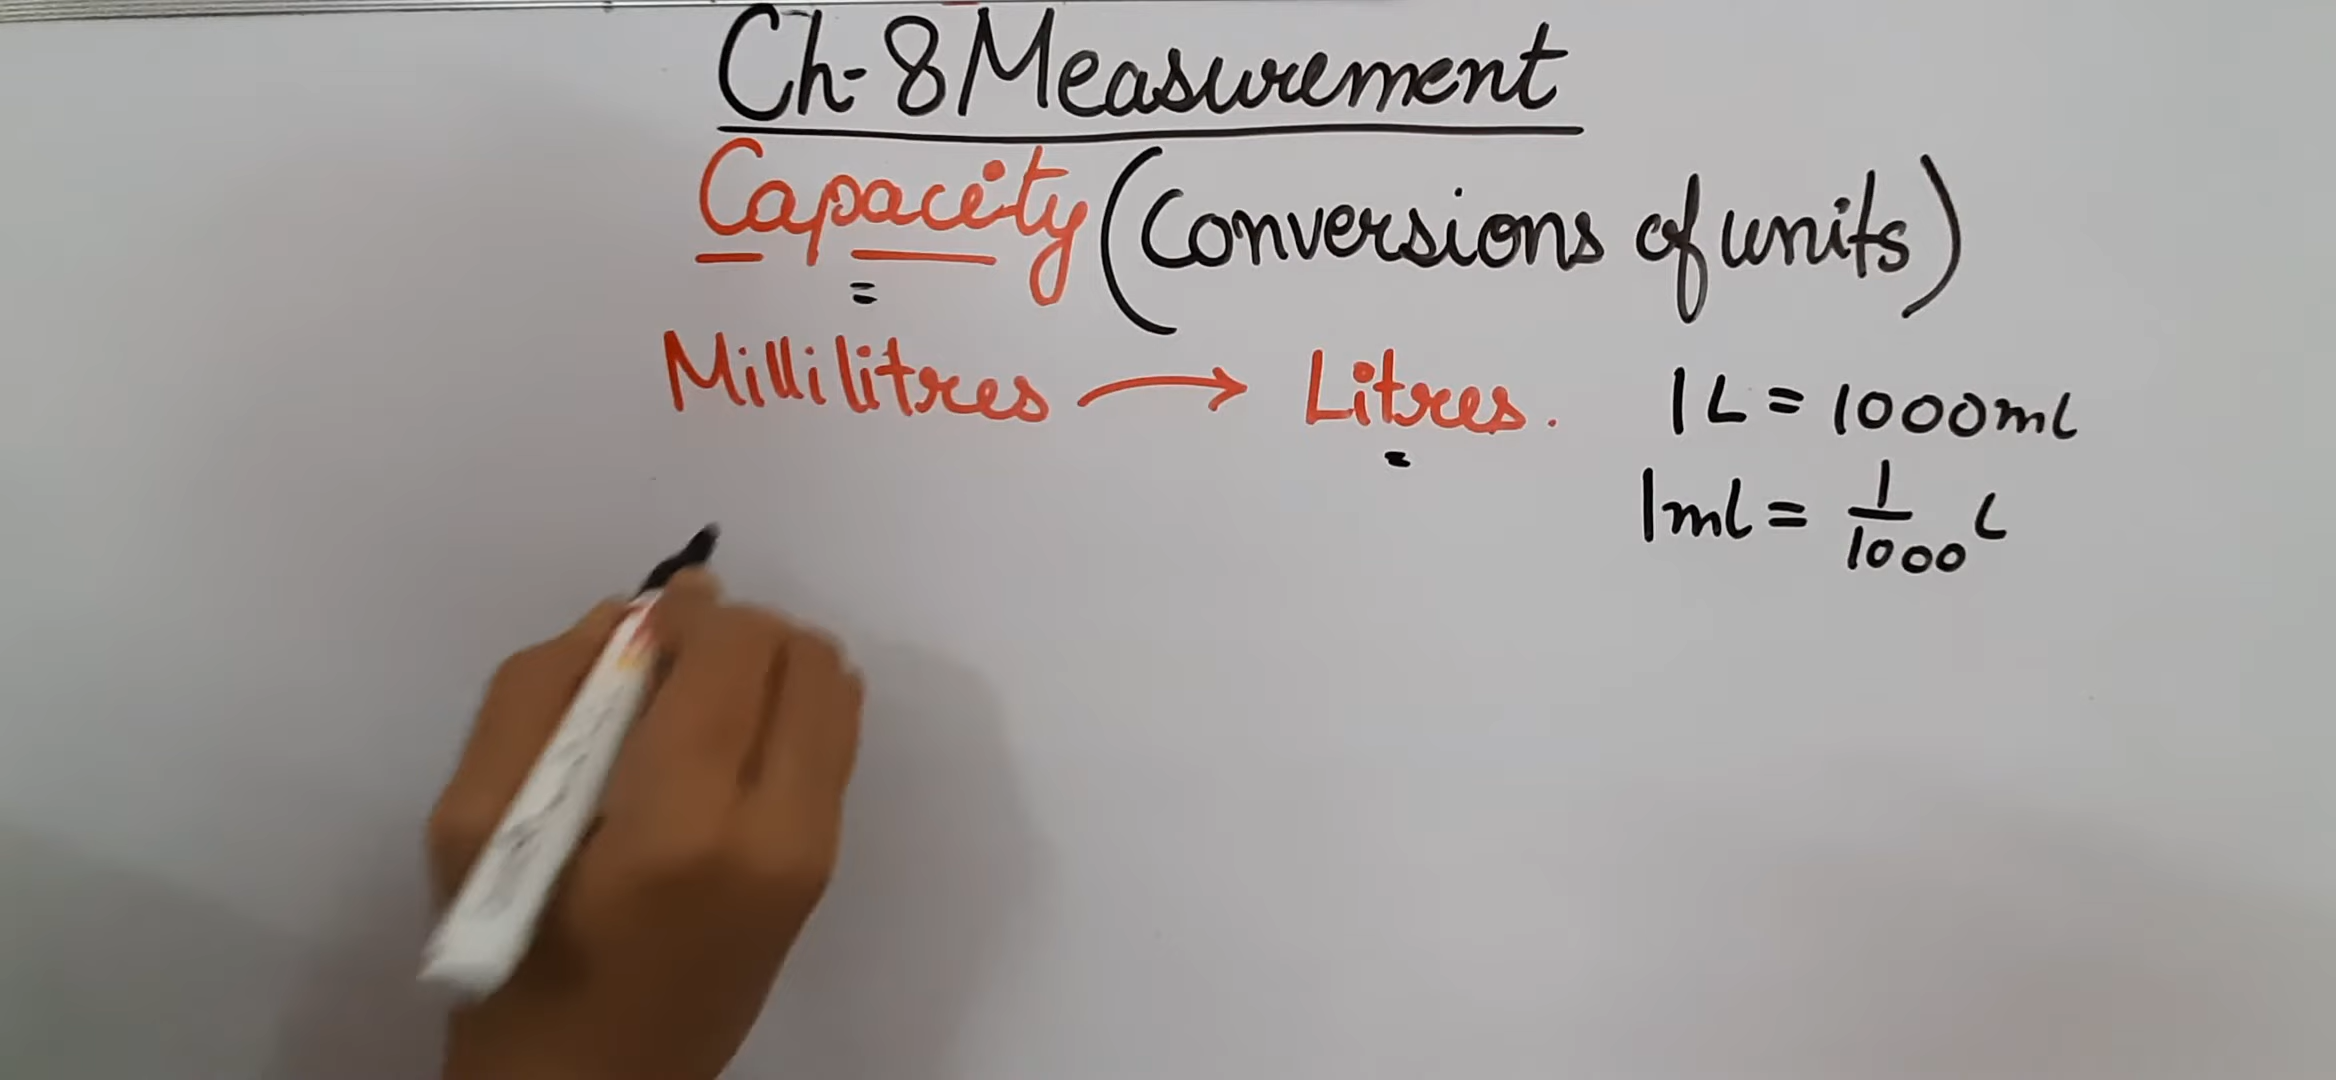 Ch-8 Measurement
Capacity (Conversions of units)
Millilitres → Litres. 1L = 1000ml
1ml = 1/1000 L